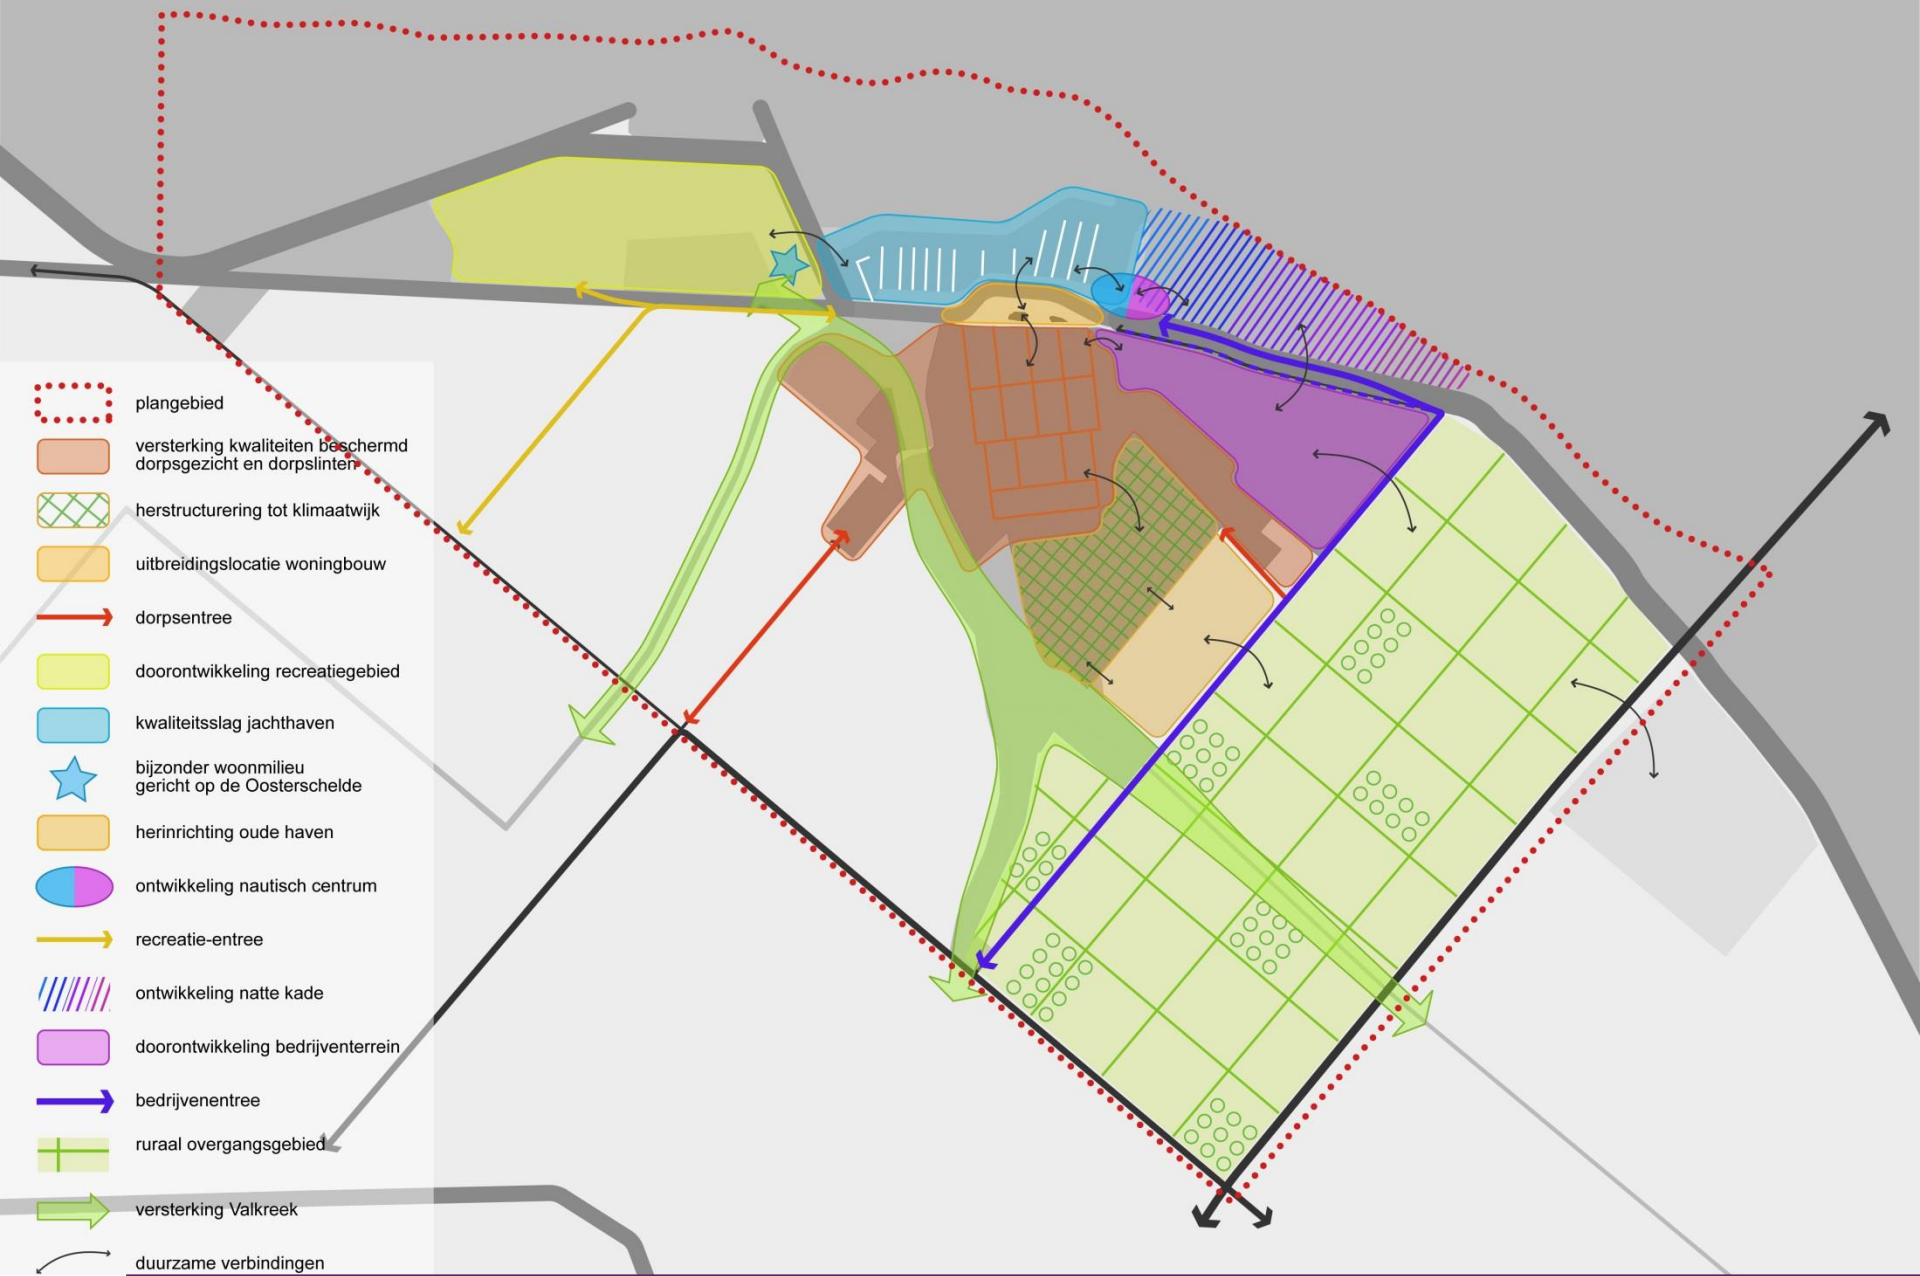 plangebied
versterking kwaliteiten beschermd
dorpsgezicht en dorpslinten
herstructurering tot klimaatwijk
uitbreidingslocatie woningbouw
dorpsentree
doorontwikkeling recreatiegebied
kwaliteitsslag jachthaven
bijzonder woonmilieu
gericht op de Oosterschelde
herinrichting oude haven
ontwikkeling nautisch centrum
recreatie-entree
ontwikkeling natte kade
doorontwikkeling bedrijventerrein
bedrijvenentree
ruraal overgangsgebied
versterking Valkreek
duurzame verbindingen